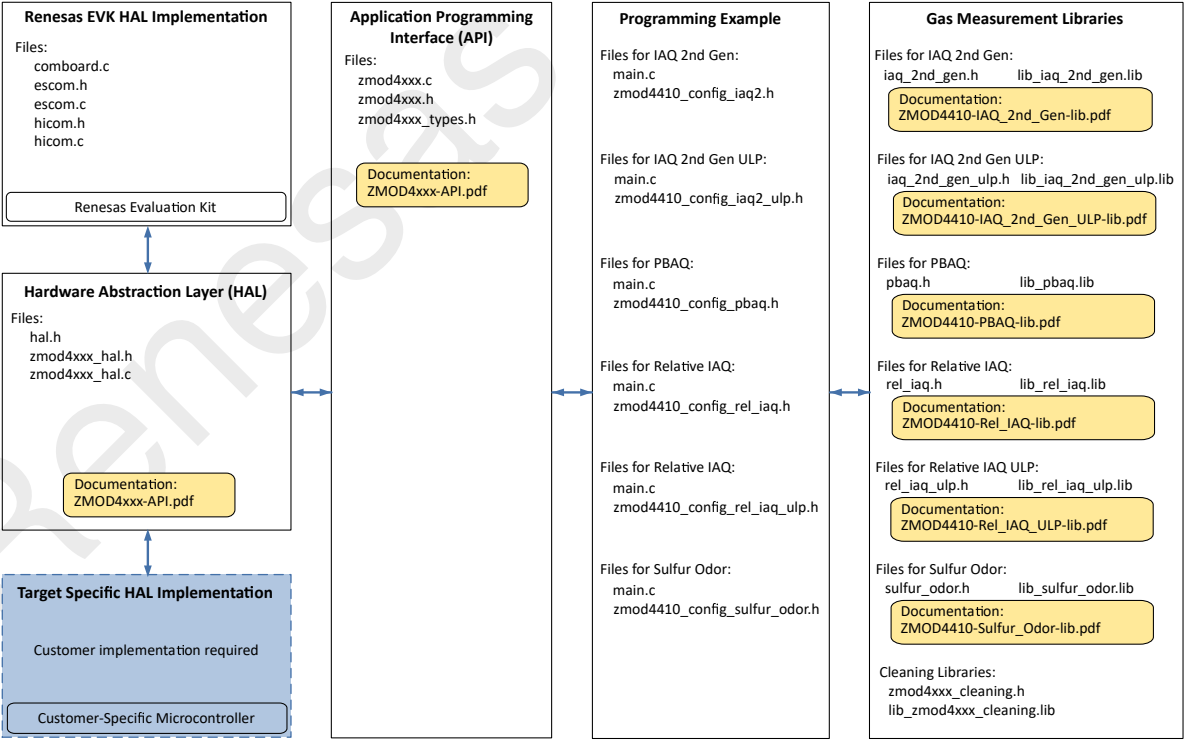 Renesas EVK HAL Implementation
Files:
comboard.c
escom.h
escom.c
hicom.h
hicom.c
Renesas Evaluation Kit
Hardware Abstraction Layer (HAL)
Files:
hal.h
zmod4xxx_hal.h
zmod4xxx_hal.c
Documentation:
ZMOD4xxx-API.pdf
Target Specific HAL Implementation
Customer implementation required
Customer-Specific Microcontroller
Application Programming
Interface (API)
Files:
zmod4xxx.c
zmod4xxx.h
zmod4xxx_types.h
Documentation:
ZMOD4xxx-API.pdf
Programming Example
Files for IAQ 2nd Gen:
main.c
zmod4410_config_iaq2.h
Files for IAQ 2nd Gen ULP:
main.c
zmod4410_config_iaq2_ulp.h
Files for PBAQ:
main.c
zmod4410_config_pbaq.h
Files for Relative IAQ:
main.c
zmod4410_config_rel_iaq.h
Files for Relative IAQ:
main.c
zmod4410_config_rel_iaq_ulp.h
Files for Sulfur Odor:
main.c
zmod4410_config_sulfur_odor.h
Gas Measurement Libraries
Files for IAQ 2nd Gen:
iaq_2nd_gen.h lib_iaq_2nd_gen.lib
Documentation:
ZMOD4410-IAQ_2nd_Gen-lib.pdf
Files for IAQ 2nd Gen ULP:
iaq_2nd_gen_ulp.h lib_iaq_2nd_gen_ulp.lib
Documentation:
ZMOD4410-IAQ_2nd_Gen_ULP-lib.pdf
Files for PBAQ:
pbaq.h lib_pbaq.lib
Documentation:
ZMOD4410-PBAQ-lib.pdf
Files for Relative IAQ:
rel_iaq.h lib_rel_iaq.lib
Documentation:
ZMOD4410-Rel_IAQ-lib.pdf
Files for Relative IAQ ULP:
rel_iaq_ulp.h lib_rel_iaq_ulp.lib
Documentation:
ZMOD4410-Rel_IAQ_ULP-lib.pdf
Files for Sulfur Odor:
sulfur_odor.h lib_sulfur_odor.lib
Documentation:
ZMOD4410-Sulfur_Odor-lib.pdf
Cleaning Libraries:
zmod4xxx_cleaning.h
lib_zmod4xxx_cleaning.lib
Renesas